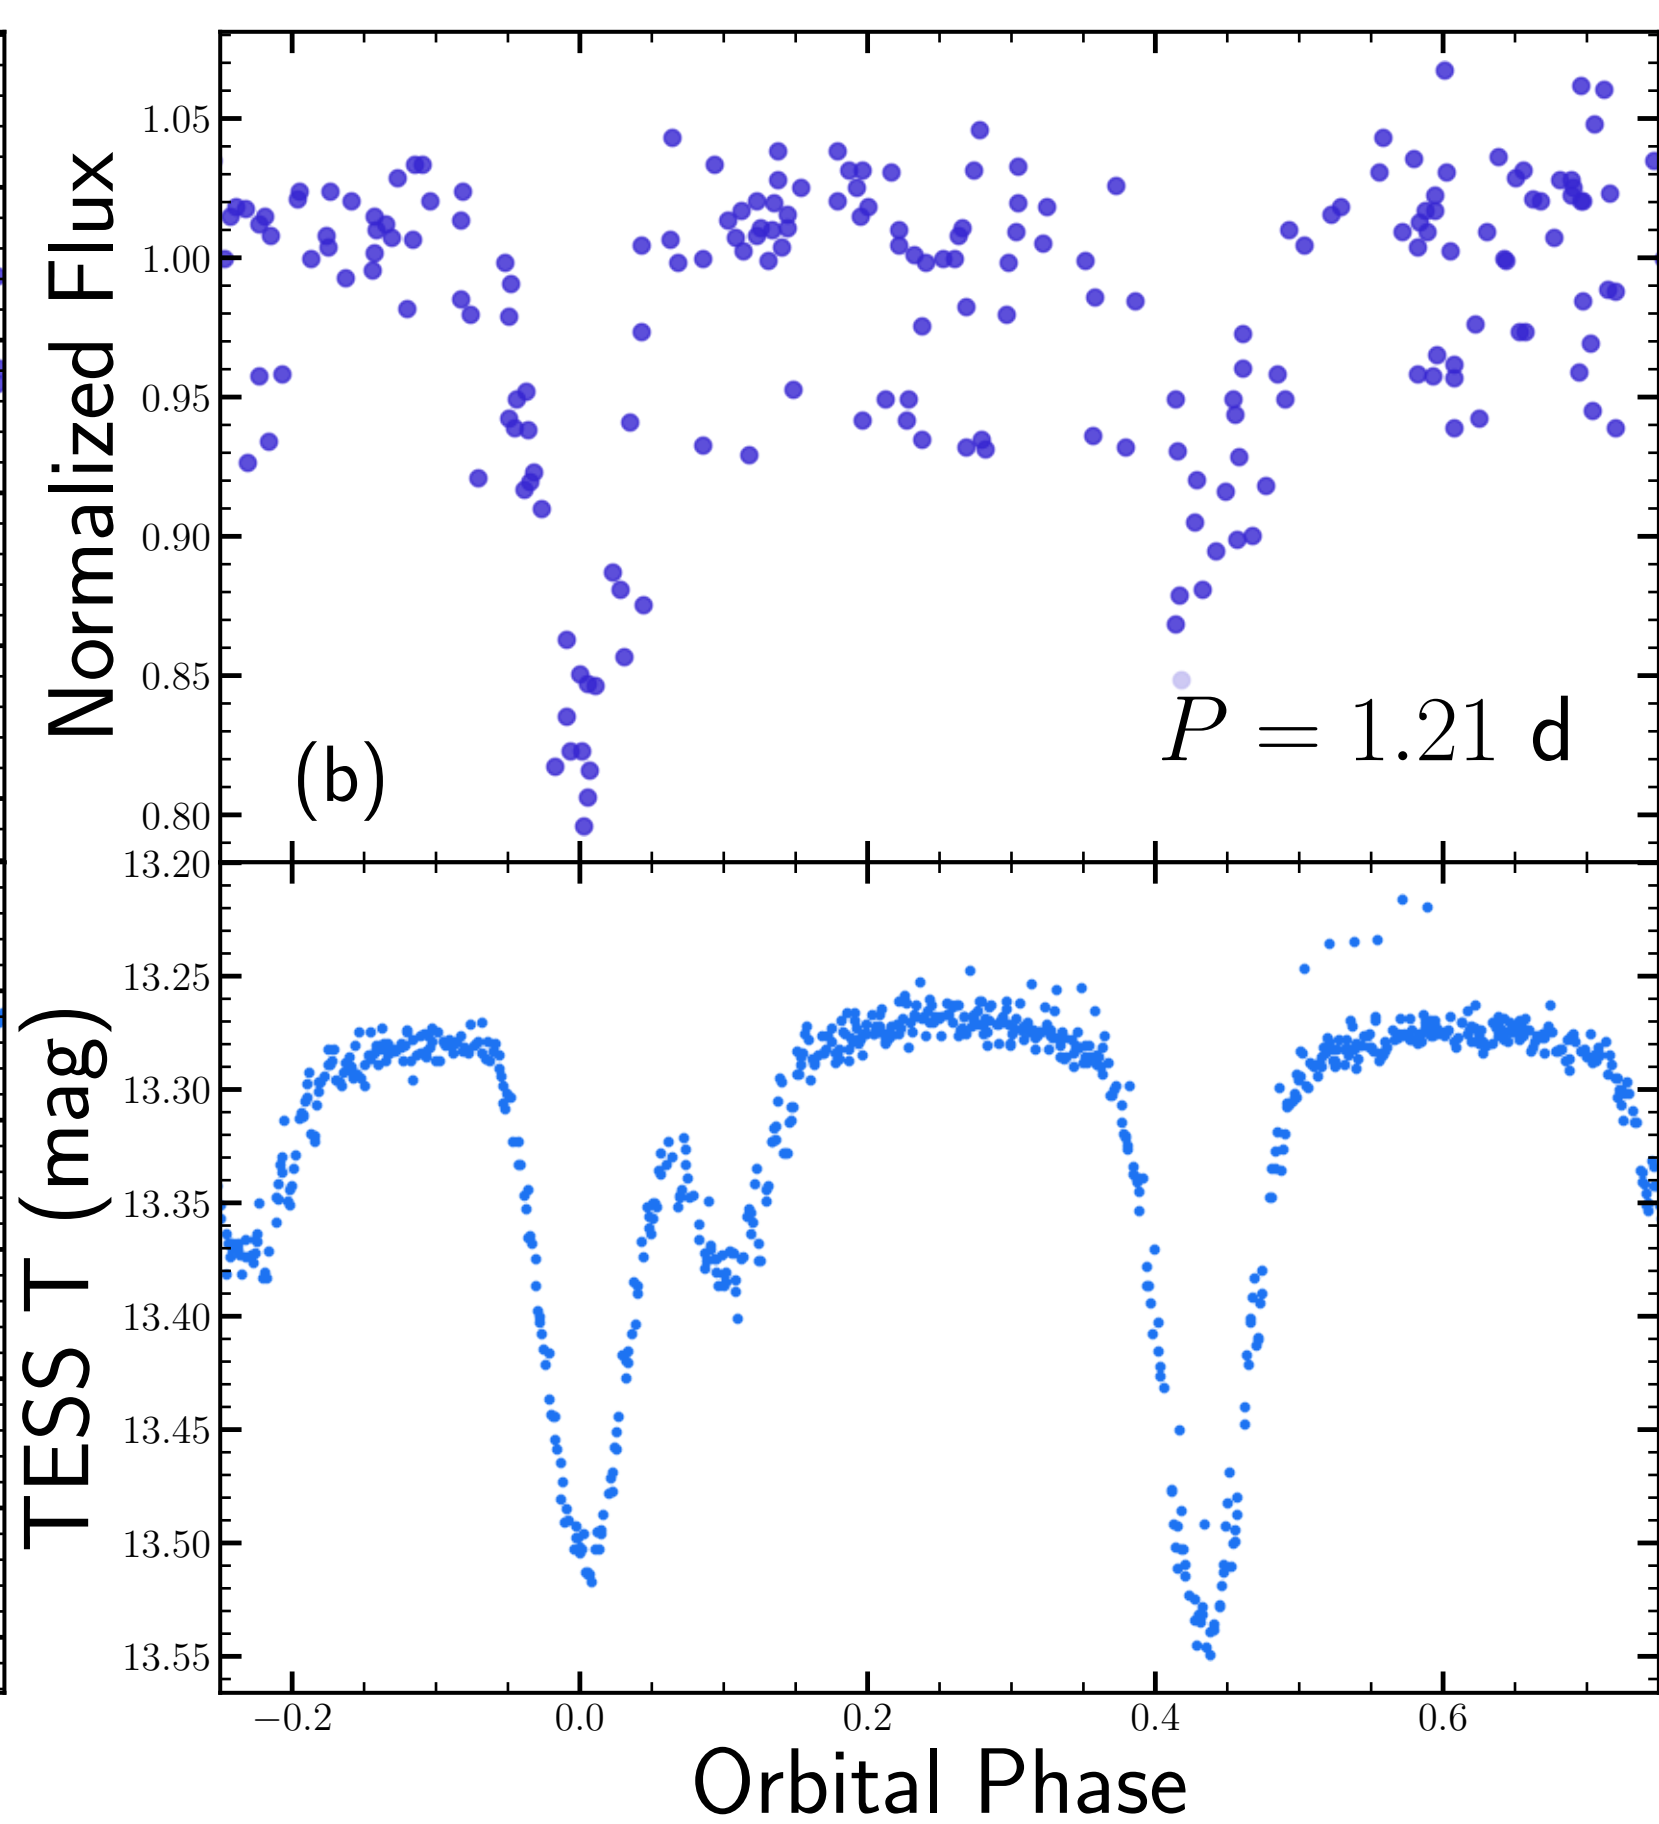 Normalized Flux
1.05
1.00
0.95
0.90
0.85
0.80
(b)
P = 1.21 d
TESS T (mag)
13.20
13.25
13.30
13.35
13.40
13.45
13.50
13.55
−0.2 0.0 0.2 0.4 0.6
Orbital Phase